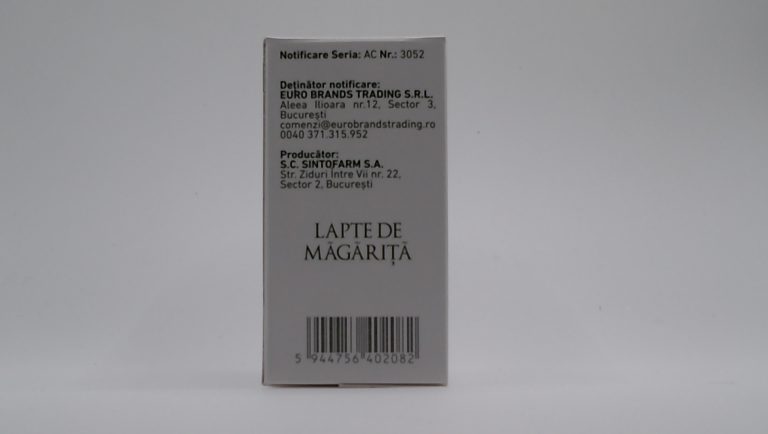 Notificare Seria: AC Nr.: 3052
Deținător notificare:
EURO BRANDS TRADING S.R.L.
Aleea Ilioara nr.12, Sector 3,
București
comenzi@eurobrandstrading.ro
0040 371.315.952
Producător:
S.C. SINTOFARM S.A.
Str. Ziduri Între Vii nr. 22,
Sector 2, București
LAPTE DE
MĂGĂRIȚĂ
5 944756 402082